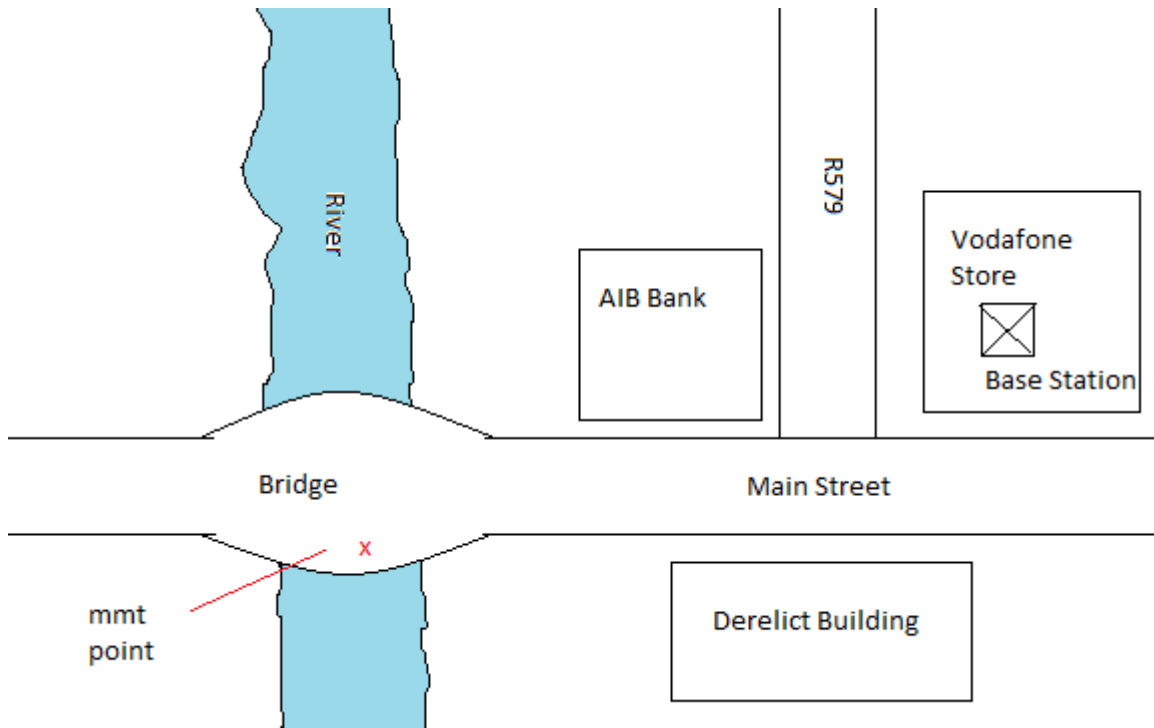 River
R579
Vodafone
Store
AIB Bank
Base Station
Bridge
Main Street
x
mmt
point
Derelict Building